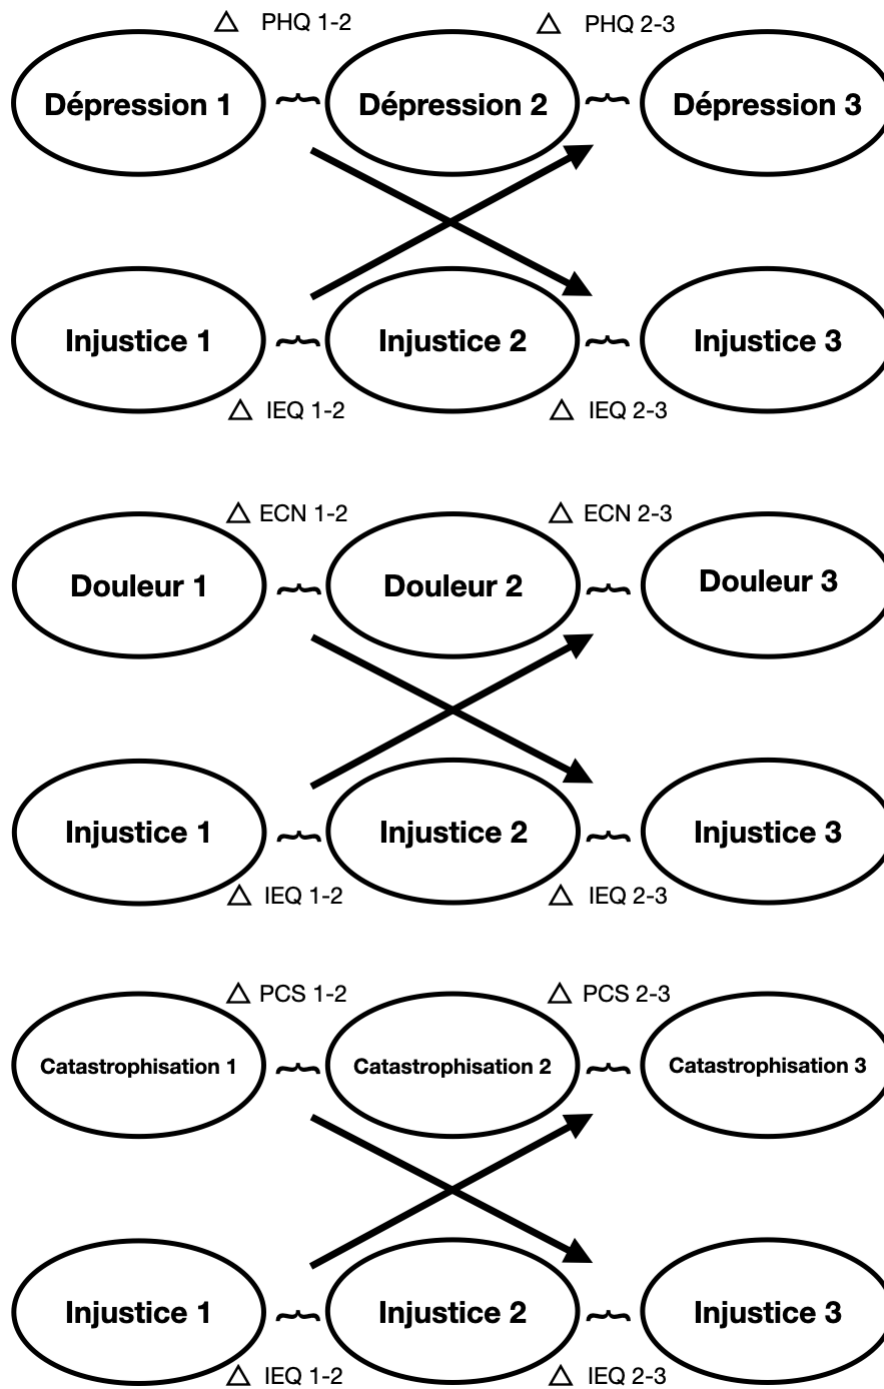 △ PHQ 1-2 △ PHQ 2-3
Dépression 1 Dépression 2 Dépression 3
Injustice 1 Injustice 2 Injustice 3
△ IEQ 1-2 △ IEQ 2-3
△ ECN 1-2 △ ECN 2-3
Douleur 1 Douleur 2 Douleur 3
Injustice 1 Injustice 2 Injustice 3
△ IEQ 1-2 △ IEQ 2-3
△ PCS 1-2 △ PCS 2-3
Catastrophisation 1 Catastrophisation 2 Catastrophisation 3
Injustice 1 Injustice 2 Injustice 3
△ IEQ 1-2 △ IEQ 2-3